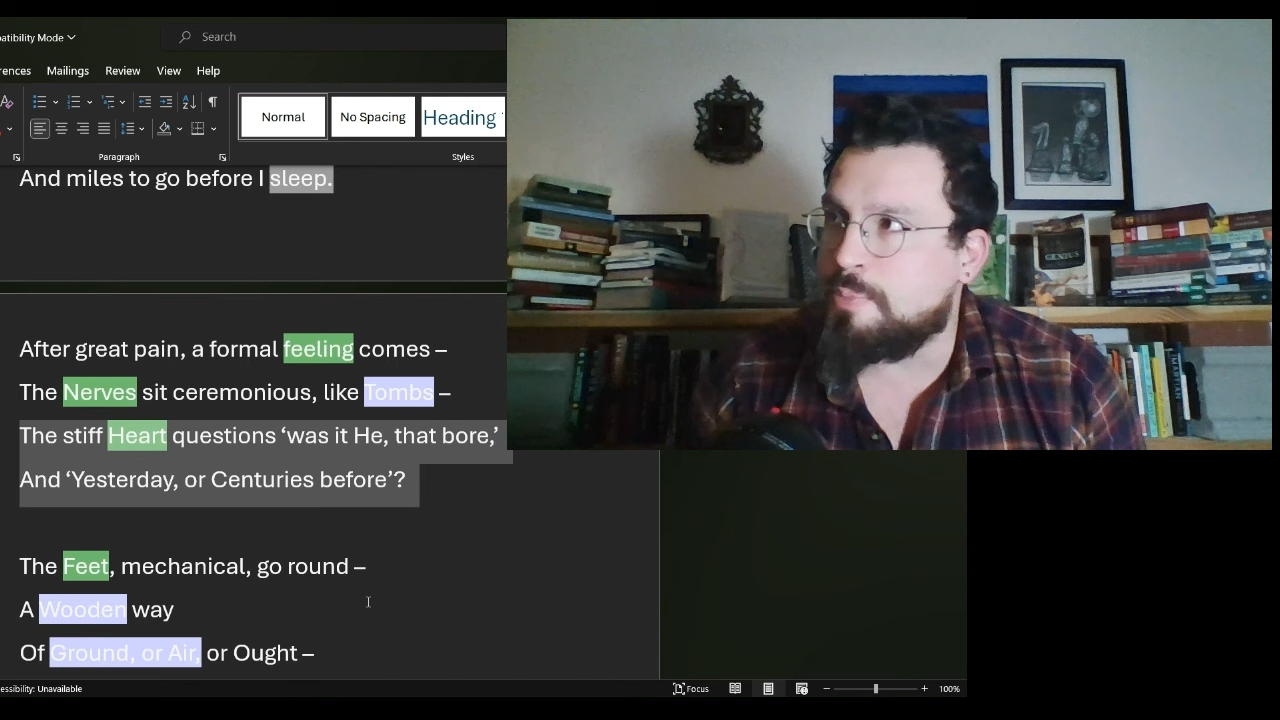 atibility Mode
Search
rences Mailings Review View Help
Normal
No Spacing
Heading
Paragraph
Styles
And miles to go before I sleep.
After great pain, a formal feeling comes –
The Nerves sit ceremonious, like Tombs –
The stiff Heart questions ‘was it He, that bore,’
And ‘Yesterday, or Centuries before’?
The Feet, mechanical, go round –
A Wooden way
Of Ground, or Air, or Ought –
GENIUS
essibility: Unavailable
Focus
100%